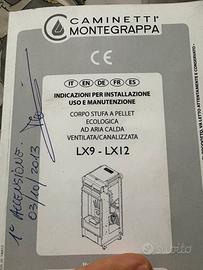 CAMINETTI
MONTEGRAPPA
CE
IT EN DE FR ES
INDICAZIONI PER INSTALLAZIONE
USO E MANUTENZIONE
CORPO STUFA A PELLET
ECOLOGICA
AD ARIA CALDA
VENTILATA/CANALIZZATA
LX9 - LX12
1° ACCENSIONE
03/10/2013
subito